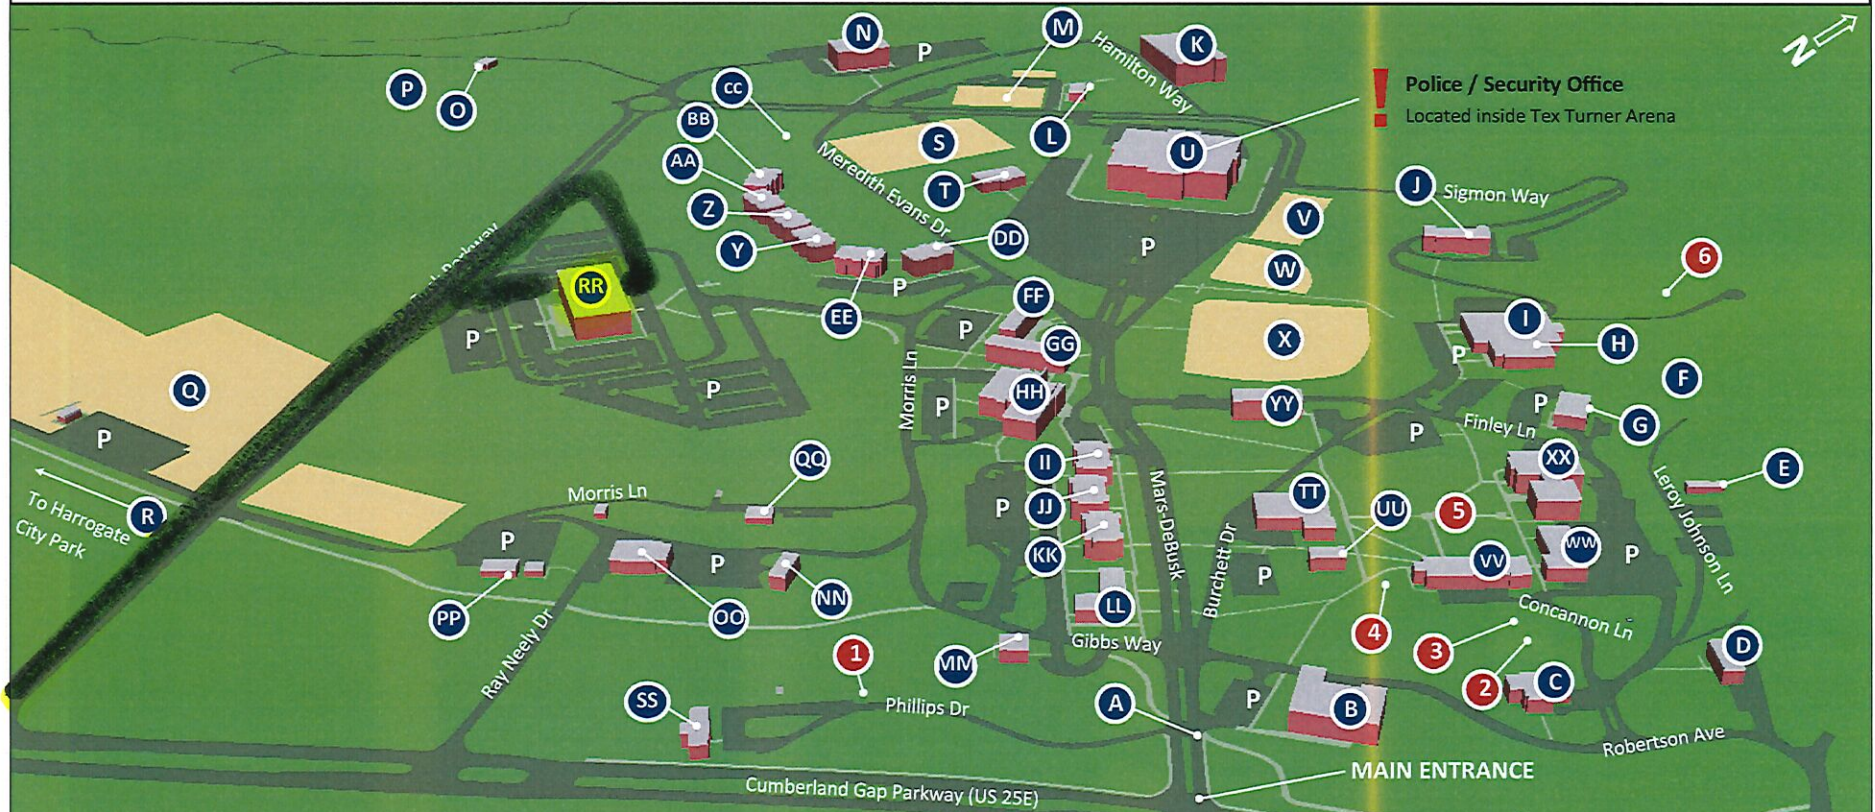 N
M
K
N
P
Hamilton Way
Police / Security Office
Located inside Tex Turner Arena
P
O
CC
BB
L
S
U
AA
Meredith Evans Dr
T
J
Sigmon Way
Z
V
Y
DD
P
6
W
RR
P
EE
FF
I
P
P
GG
X
H
P
Q
P
Morris Ln
P
HH
YY
P
F
G
Finley Ln
P
P
QQ
II
XX
E
Morris Ln
Mars-DeBusk
TT
UU
5
Leroy Johnson Ln
To Harrogate
City Park
R
P
JJ
P
P
KK
Burchett Dr
P
VV
WW
P
PP
OO
NN
LL
Concannon Ln
Ray Neely Dr
1
MM
Gibbs Way
4
3
D
SS
Phillips Dr
A
P
B
2
C
Robertson Ave
MAIN ENTRANCE
Cumberland Gap Parkway (US 25E)